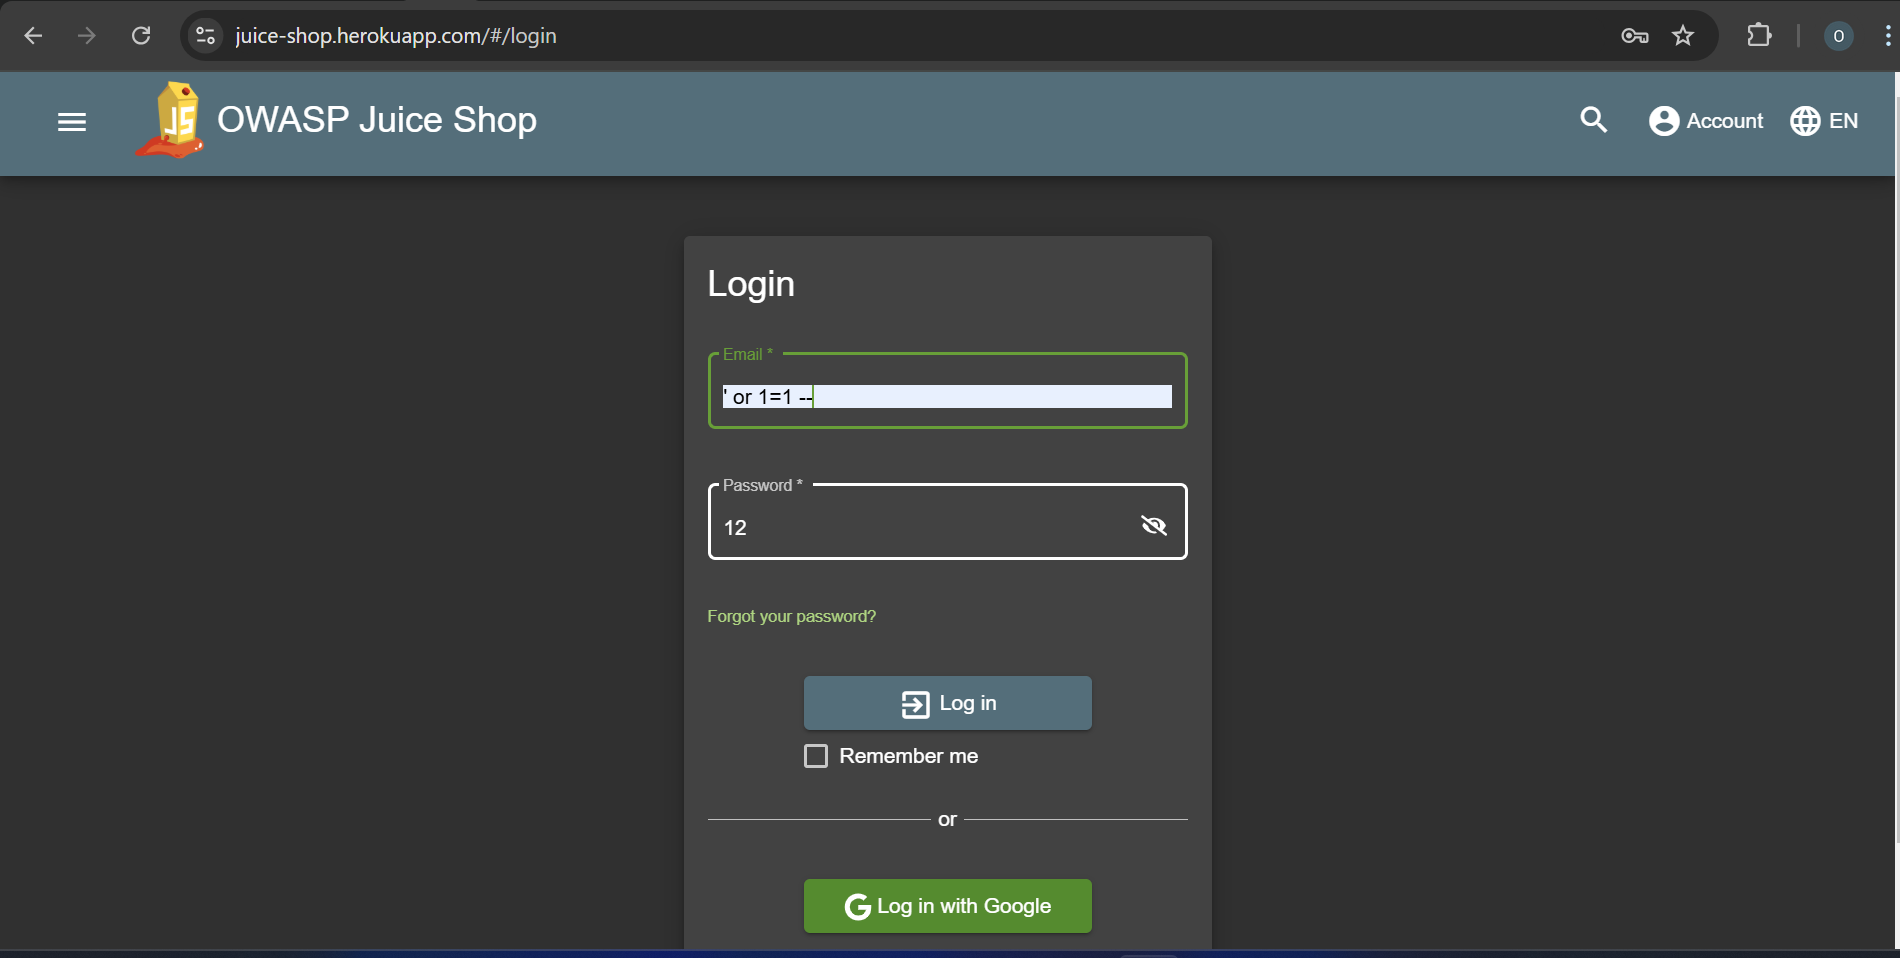 juice-shop.herokuapp.com/#/login
O
JS
OWASP Juice Shop
Account
EN
Login
Email *
' or 1=1 --
Password *
12
Forgot your password?
Log in
Remember me
or
G Log in with Google